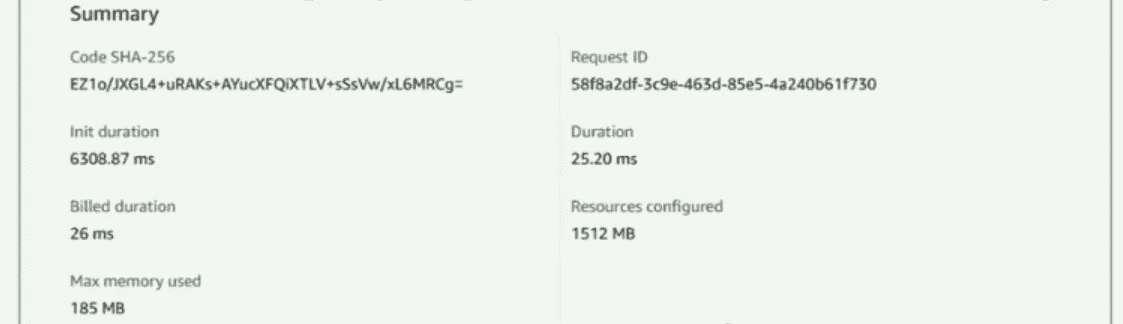 Summary
Code SHA-256
EZ1o/JXGL4+uRAKs+AYucXFQiXTLV+sSsVw/xL6MRCg=
Request ID
58f8a2df-3c9e-463d-85e5-4a240b61f730
Init duration
6308.87 ms
Duration
25.20 ms
Billed duration
26 ms
Resources configured
1512 MB
Max memory used
185 MB